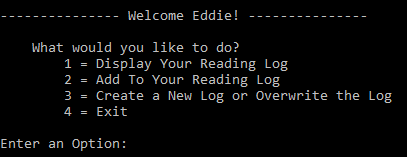 --------------- Welcome Eddie! ---------------
What would you like to do?
1 = Display Your Reading Log
2 = Add To Your Reading Log
3 = Create a New Log or Overwrite the Log
4 = Exit
Enter an Option: